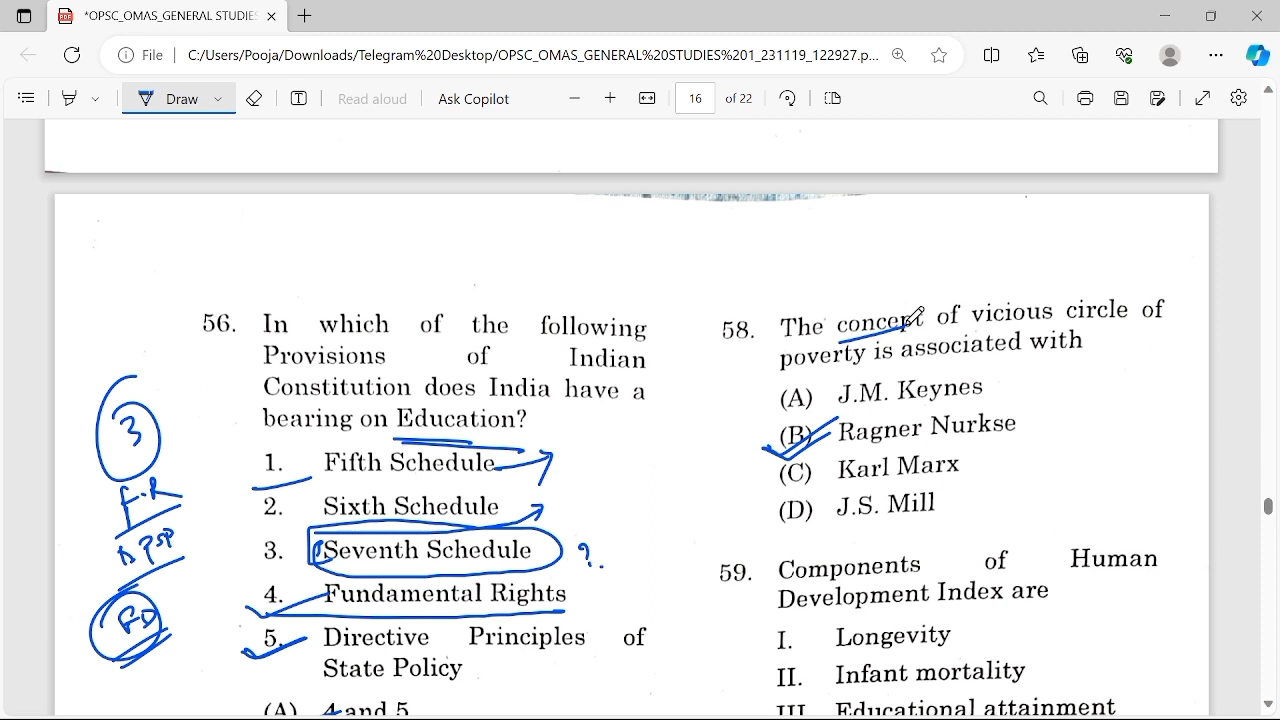 *OPSC_OMAS_GENERAL STUDIES
File
C:/Users/Pooja/Downloads/Telegram%20Desktop/OPSC_OMAS_GENERAL%20STUDIES%201_231119_122927.p...
Draw
Read aloud
Ask Copilot
16 of 22
56. In which of the following
Provisions of Indian
Constitution does India have a
bearing on Education?
1. Fifth Schedule
2. Sixth Schedule
3. Seventh Schedule ?.
4. Fundamental Rights
5. Directive Principles of
State Policy
(A) 4 and 5
3
F.R
DPSP
FD
58. The concept of vicious circle of
poverty is associated with
(A) J.M. Keynes
(B) Ragner Nurkse
(C) Karl Marx
(D) J.S. Mill
59. Components of Human
Development Index are
I. Longevity
II. Infant mortality
III. Educational attainment